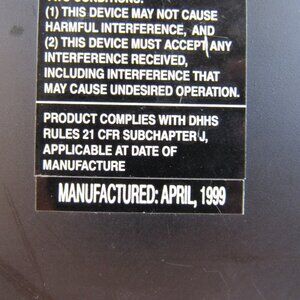 TWO CONDITIONS:
(1) THIS DEVICE MAY NOT CAUSE
HARMFUL INTERFERENCE, AND
(2) THIS DEVICE MUST ACCEPT ANY
INTERFERENCE RECEIVED,
INCLUDING INTERFERENCE THAT
MAY CAUSE UNDESIRED OPERATION.
PRODUCT COMPLIES WITH DHHS
RULES 21 CFR SUBCHAPTER J,
APPLICABLE AT DATE OF
MANUFACTURE
MANUFACTURED: APRIL, 1999